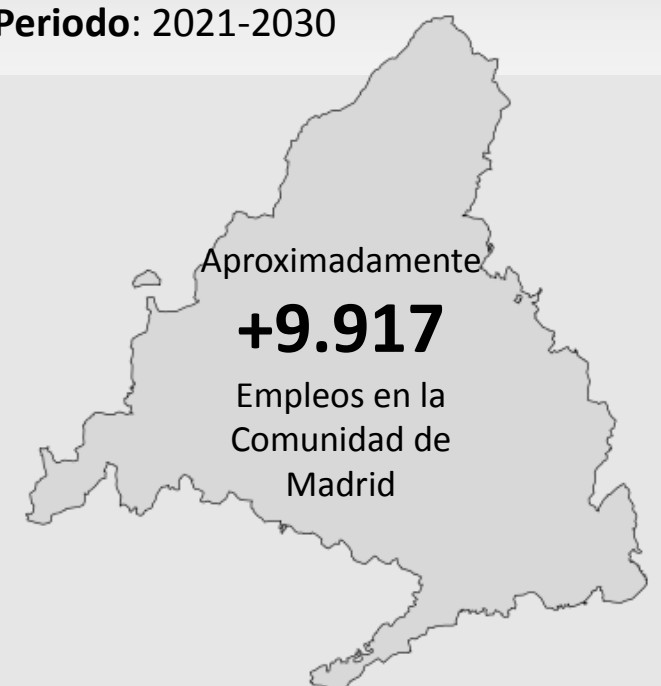 Periodo: 2021-2030
Aproximadamente
+9.917
Empleos en la
Comunidad de
Madrid